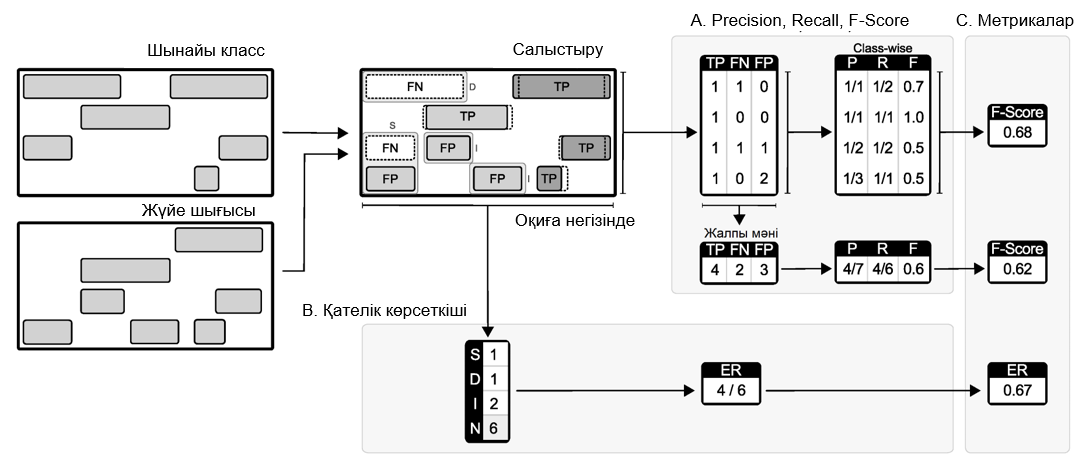 A. Precision, Recall, F-Score
C. Метрикалар
Шынайы класс
Салыстыру
Class-wise
TP FN FP
P R F
FN D TP
1 1 0
1/1 1/2 0.7
TP
1 0 0
1/1 1/1 1.0
F-Score
0.68
S
FN FP I TP
1 1 1
1/2 1/2 0.5
FP FP I TP
1 0 2
1/3 1/1 0.5
Жүйе шығысы
Оқиға негізінде
Жалпы мәні
TP FN FP
4 2 3
P R F
4/7 4/6 0.6
F-Score
0.62
B. Қателік көрсеткіші
S 1
D 1
I 2
N 6
ER
4 / 6
ER
0.67